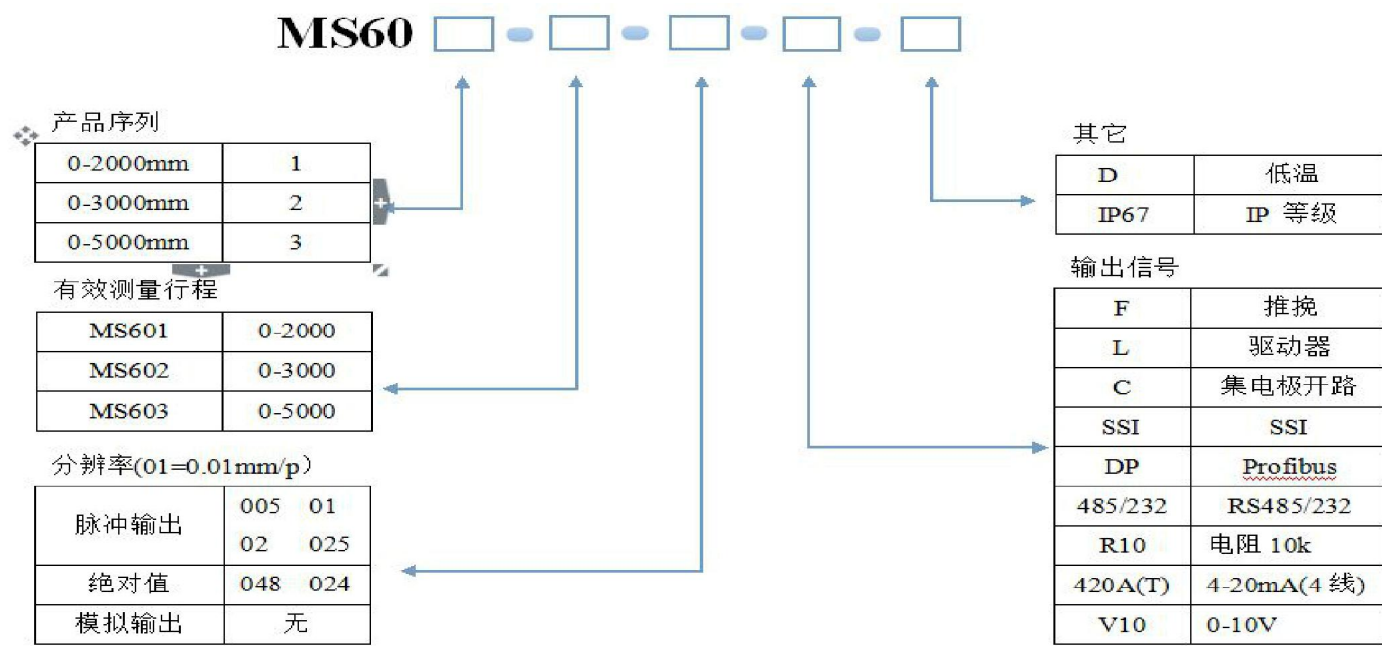 MS60
产品序列
0-2000mm 1
0-3000mm 2
0-5000mm 3
有效测量行程
MS601 0-2000
MS602 0-3000
MS603 0-5000
分辨率(01=0.01mm/p）
脉冲输出
005 01
02 025
绝对值 048 024
模拟输出 无
其它
D 低温
IP67 IP 等级
输出信号
F 推挽
L 驱动器
C 集电极开路
SSI SSI
DP Profibus
485/232 RS485/232
R10 电阻 10k
420A(T) 4-20mA(4 线)
V10 0-10V